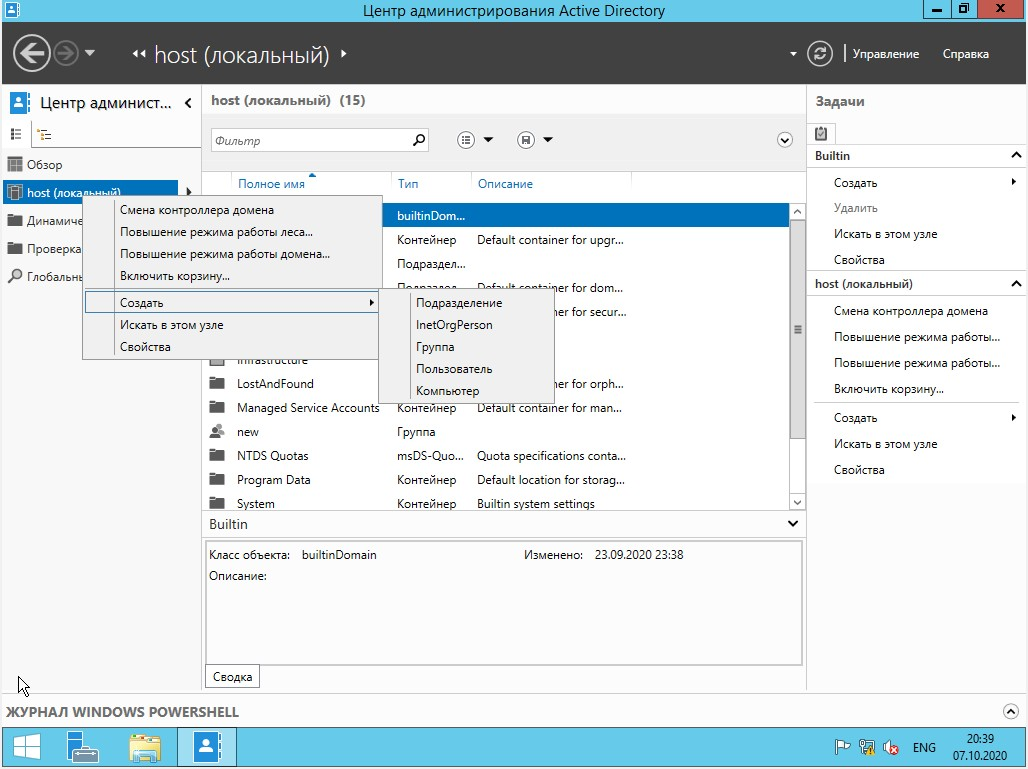 Центр администрирования Active Directory
host (локальный)
Управление
Справка
Центр админист...
Обзор
host (локальный)
Динамиче
Проверка
Глобальн
host (локальный) (15)
Фильтр
Полное имя
Тип
Описание
builtinDom...
Контейнер Default container for upgr...
Подраздел...
Подраздел... Default container for dom...
iner for secur...
Infrastructure
LostAndFound iner for orph...
Managed Service Accounts Контейнер Default container for man...
new Группа
NTDS Quotas msDS-Quo... Quota specifications conta...
Program Data Контейнер Default location for storag...
System Контейнер Builtin system settings
Смена контроллера домена
Повышение режима работы леса...
Повышение режима работы домена...
Включить корзину...
Создать
Искать в этом узле
Свойства
Подразделение
InetOrgPerson
Группа
Пользователь
Компьютер
Builtin
Класс объекта: builtinDomain
Изменено: 23.09.2020 23:38
Описание:
Сводка
Задачи
Builtin
Создать
Удалить
Искать в этом узле
Свойства
host (локальный)
Смена контроллера домена
Повышение режима работы...
Повышение режима работы...
Включить корзину...
Создать
Искать в этом узле
Свойства
ЖУРНАЛ WINDOWS POWERSHELL
ENG
20:39
07.10.2020